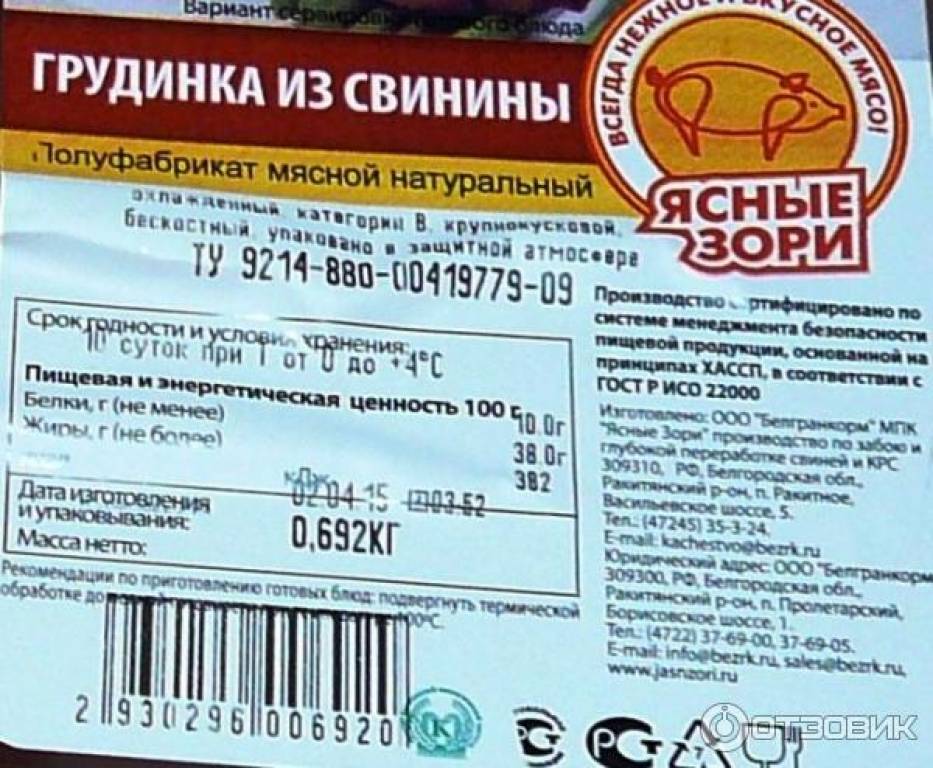 Вариант сервировки готового блюда
ВСЕГДА НЕЖНОЕ И ВКУСНОЕ МЯСО!
ГРУДИНКА ИЗ СВИНИНЫ
Полуфабрикат мясной натуральный
ЯСНЫЕ
ЗОРИ
охлажденный, категории В, крупнокусковой,
бескостный, упаковано в защитной атмосфере
ТУ 9214-880-00419779-09
Срок годности и условия хранения:
10 суток при Т от 0 до +4°С
Пищевая и энергетическая ценность 100 г
Белки, г (не менее) 10.0г
Жиры, г (не более) 38.0г
382
кДж
Дата изготовления 02.04.15
и упаковывания:
Масса нетто: 0,692КГ
Рекомендации по приготовлению готовых блюд: подвергнуть термической
обработке до 100°С.
2 930296 006920
Производство сертифицировано по
системе менеджмента безопасности
пищевой продукции, основанной на
принципах ХАССП, в соответствии с
ГОСТ Р ИСО 22000
Изготовлено: ООО "Белгранкорм" МПК
"Ясные Зори" производство по забою и
глубокой переработке свиней и КРС
309310, РФ, Белгородская обл.,
Ракитянский р-он, п. Ракитное,
Васильевское шоссе, 5.
Тел.: (47245) 35-3-24,
E-mail: kachestvo@bezrk.ru
Юридический адрес: ООО "Белгранкорм"
309300, РФ, Белгородская обл.,
Ракитянский р-он, п. Пролетарский,
Борисовское шоссе, 1.
Тел.: (4722) 37-69-00, 37-69-05.
E-mail: info@bezrk.ru, sales@bezrk.ru,
www.jasnzori.ru
ОТЗОВИК